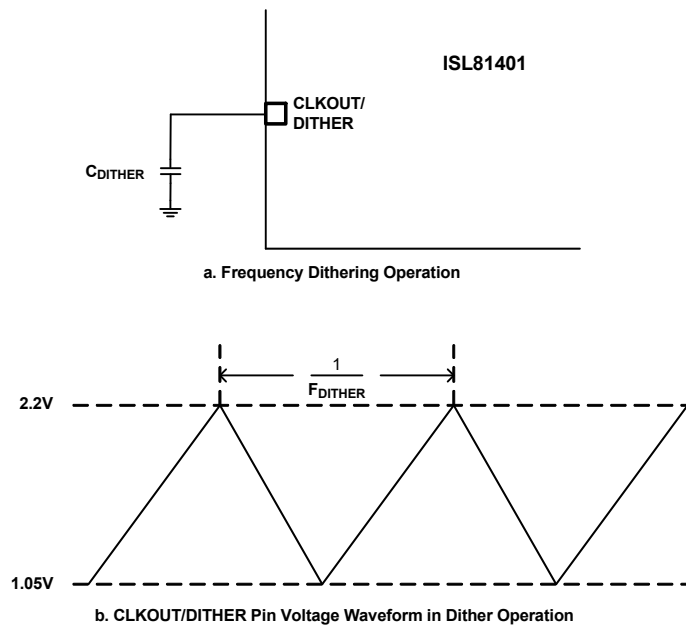 ISL81401
CLKOUT/
DITHER
CDITHER
a. Frequency Dithering Operation
1
FDITHER
2.2V
1.05V
b. CLKOUT/DITHER Pin Voltage Waveform in Dither Operation